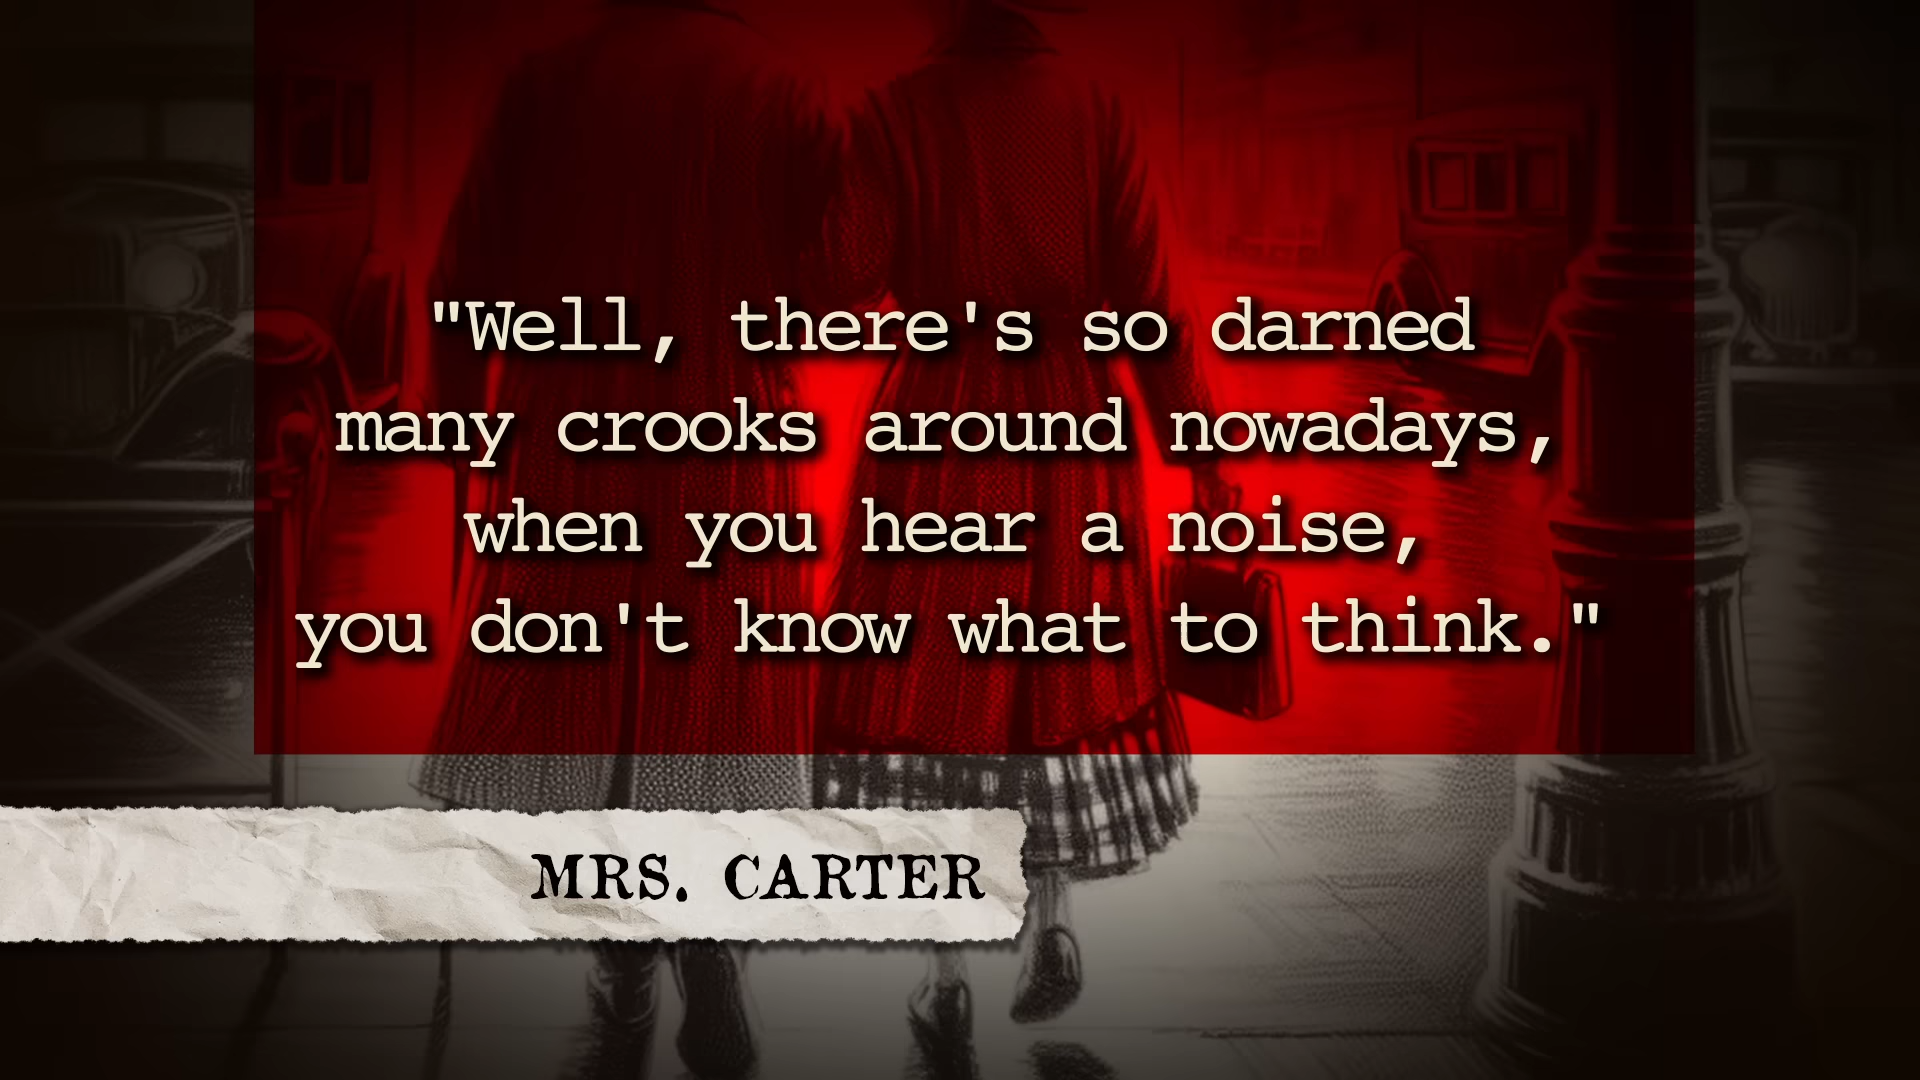 "Well, there's so darned
many crooks around nowadays,
when you hear a noise,
you don't know what to think."
MRS. CARTER